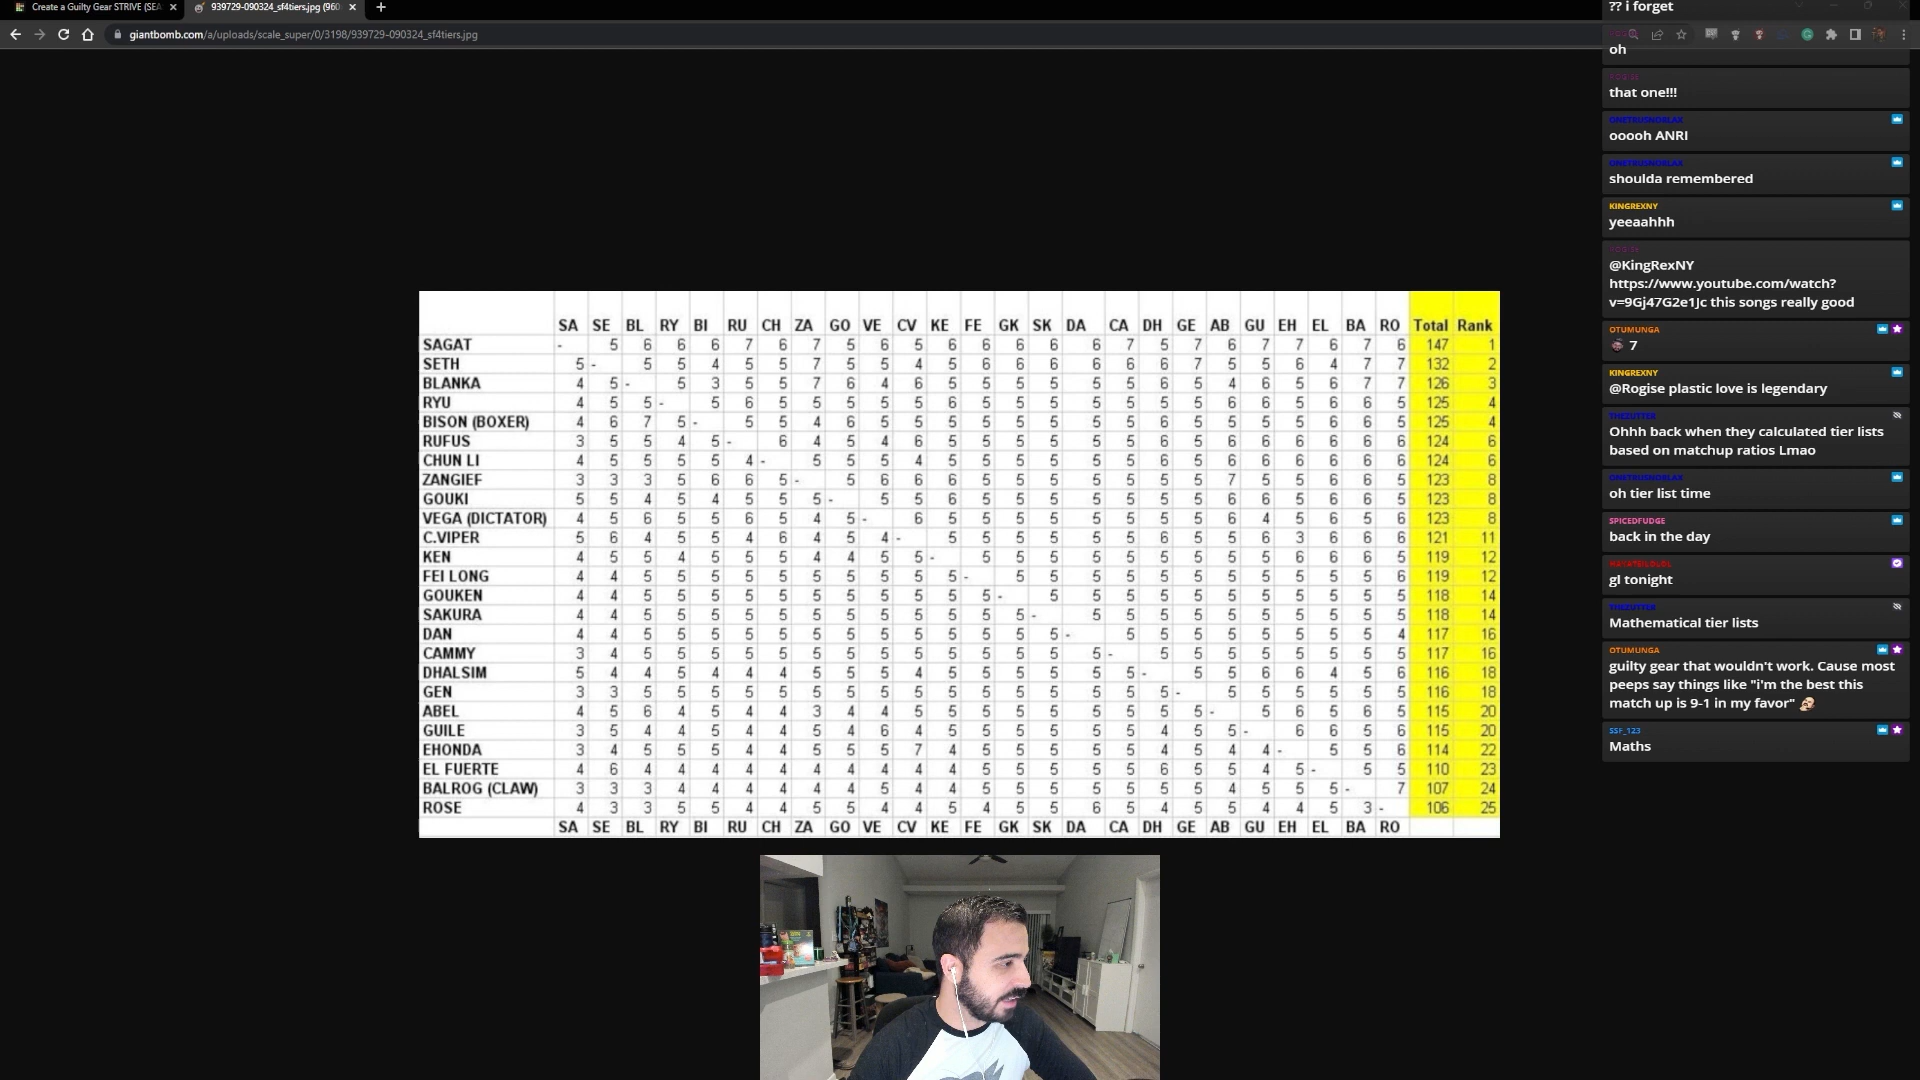 Create a Guilty Gear STRIVE (SEA
939729-090324_sf4tiers.jpg (960
giantbomb.com/a/uploads/scale_super/0/3198/939729-090324_sf4tiers.jpg
SA SE BL RY BI RU CH ZA GO VE CV KE FE GK SK DA CA DH GE AB GU EH EL BA RO Total Rank
SAGAT - 5 6 6 6 7 6 7 5 6 5 6 6 6 6 6 7 5 7 6 7 7 6 7 6 147 1
SETH 5 - 5 5 4 5 5 7 5 5 4 5 6 6 6 6 6 6 7 5 5 6 4 7 7 132 2
BLANKA 4 5 - 5 3 5 5 7 6 4 6 5 5 5 5 5 5 6 5 4 6 5 6 7 7 126 3
RYU 4 5 5 - 5 6 5 5 5 5 5 6 5 5 5 5 5 5 5 6 6 5 6 6 5 125 4
BISON (BOXER) 4 6 7 5 - 5 5 4 6 5 5 5 5 5 5 5 5 6 5 5 5 5 6 6 5 125 4
RUFUS 3 5 5 4 5 - 6 4 5 4 6 5 5 5 5 5 5 6 5 6 6 6 6 6 6 124 6
CHUN LI 4 5 5 5 5 4 - 5 5 5 4 5 5 5 5 5 5 6 5 6 6 6 6 6 6 124 6
ZANGIEF 3 3 3 5 6 6 5 - 5 6 6 6 5 5 5 5 5 5 5 7 5 5 6 6 5 123 8
GOUKI 5 5 4 5 4 5 5 5 - 5 5 6 5 5 5 5 5 5 5 6 6 5 6 6 5 123 8
VEGA (DICTATOR) 4 5 6 5 5 6 5 4 5 - 6 5 5 5 5 5 5 5 5 6 4 5 6 5 6 123 8
C.VIPER 5 6 4 5 5 4 6 4 5 4 - 5 5 5 5 5 5 6 5 5 6 3 6 6 6 121 11
KEN 4 5 5 4 5 5 5 4 4 5 5 - 5 5 5 5 5 5 5 5 5 6 6 6 5 119 12
FEI LONG 4 4 5 5 5 5 5 5 5 5 5 5 - 5 5 5 5 5 5 5 5 5 5 5 6 119 12
GOUKEN 4 4 5 5 5 5 5 5 5 5 5 5 5 - 5 5 5 5 5 5 5 5 5 5 5 118 14
SAKURA 4 4 5 5 5 5 5 5 5 5 5 5 5 5 - 5 5 5 5 5 5 5 5 5 5 118 14
DAN 4 4 5 5 5 5 5 5 5 5 5 5 5 5 5 - 5 5 5 5 5 5 5 5 4 117 16
CAMMY 3 4 5 5 5 5 5 5 5 5 5 5 5 5 5 5 - 5 5 5 5 5 5 5 5 117 16
DHALSIM 5 4 4 5 4 4 4 5 5 5 4 5 5 5 5 5 5 - 5 5 6 6 4 5 6 116 18
GEN 3 3 5 5 5 5 5 5 5 5 5 5 5 5 5 5 5 5 - 5 5 5 5 5 5 116 18
ABEL 4 5 6 4 5 4 4 3 4 4 5 5 5 5 5 5 5 5 5 - 5 6 5 6 5 115 20
GUILE 3 5 4 4 5 4 4 5 4 6 4 5 5 5 5 5 5 4 5 5 - 6 6 5 6 115 20
EHONDA 3 4 5 5 5 4 4 5 5 5 7 4 5 5 5 5 5 4 5 4 4 - 5 5 6 114 22
EL FUERTE 4 6 4 4 4 4 4 4 4 4 4 4 5 5 5 5 5 6 5 5 4 5 - 5 5 110 23
BALROG (CLAW) 3 3 3 4 4 4 4 4 4 5 4 4 5 5 5 5 5 5 5 4 5 5 5 - 7 107 24
ROSE 4 3 3 5 5 4 4 5 5 4 4 5 4 5 5 6 5 4 5 5 4 4 5 3 - 106 25
SA SE BL RY BI RU CH ZA GO VE CV KE FE GK SK DA CA DH GE AB GU EH EL BA RO
?? i forget
oh
ROGISE
that one!!!
ONETRUSNORLAX
ooooh ANRI
ONETRUSNORLAX
shoulda remembered
KINGREXNY
yeeaahhh
ROGISE
@KingRexNY
https://www.youtube.com/watch?
v=9Gj47G2e1Jc this songs really good
OTUMUNGA
7
KINGREXNY
@Rogise plastic love is legendary
THEZUTTER
Ohhh back when they calculated tier lists
based on matchup ratios Lmao
ONETRUSNORLAX
oh tier list time
SPICEDFUDGE
back in the day
gl tonight
THEZUTTER
Mathematical tier lists
OTUMUNGA
guilty gear that wouldn't work. Cause most
peeps say things like "i'm the best this
match up is 9-1 in my favor"
SSF_123
Maths